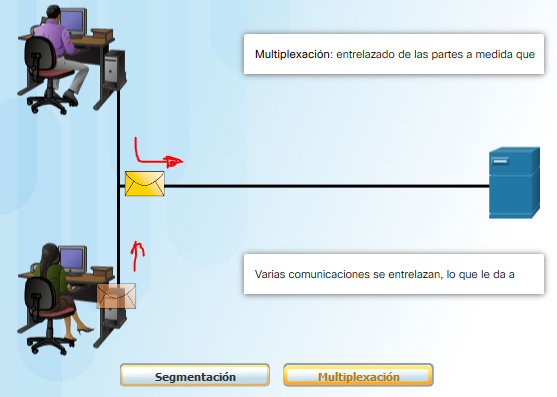 Multiplexación: entrelazado de las partes a medida que
Varias comunicaciones se entrelazan, lo que le da a
Segmentación
Multiplexación